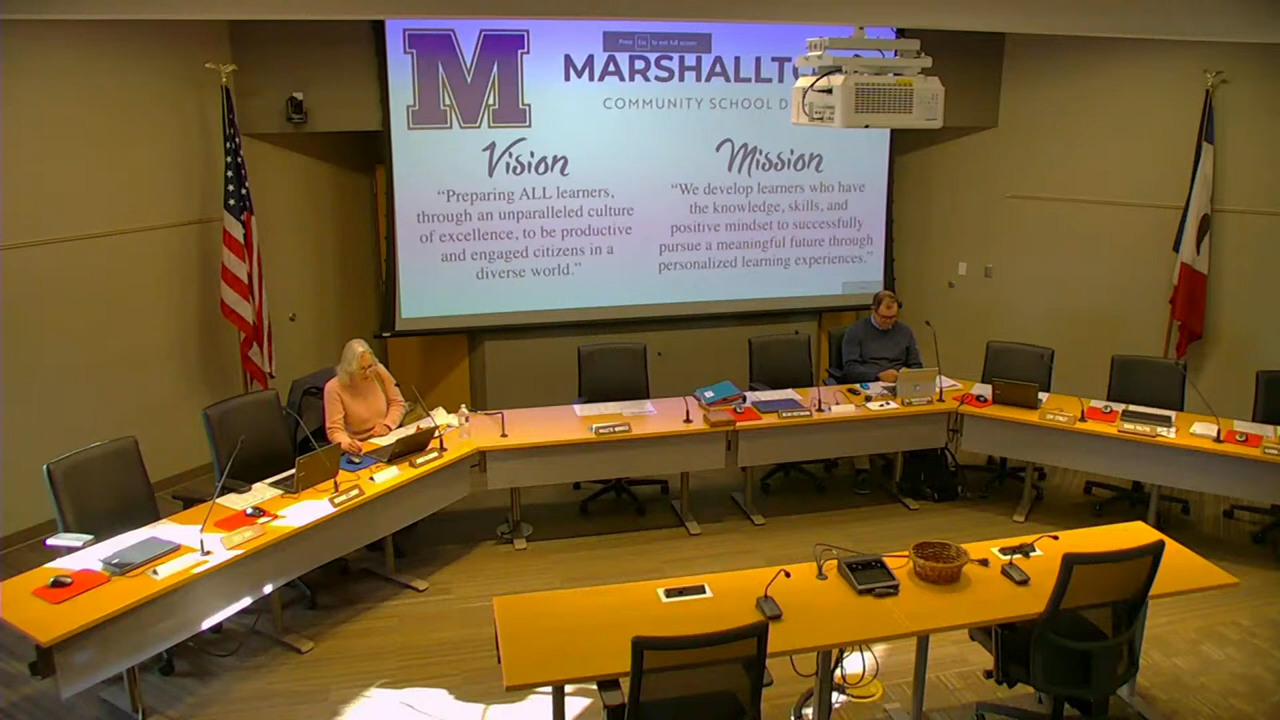 M
Press Esc to exit full screen
MARSHALLT
COMMUNITY SCHOOL D
Vision
“Preparing ALL learners,
through an unparalleled culture
of excellence, to be productive
and engaged citizens in a
diverse world.”
Mission
“We develop learners who have
the knowledge, skills, and
positive mindset to successfully
pursue a meaningful future through
personalized learning experiences.”